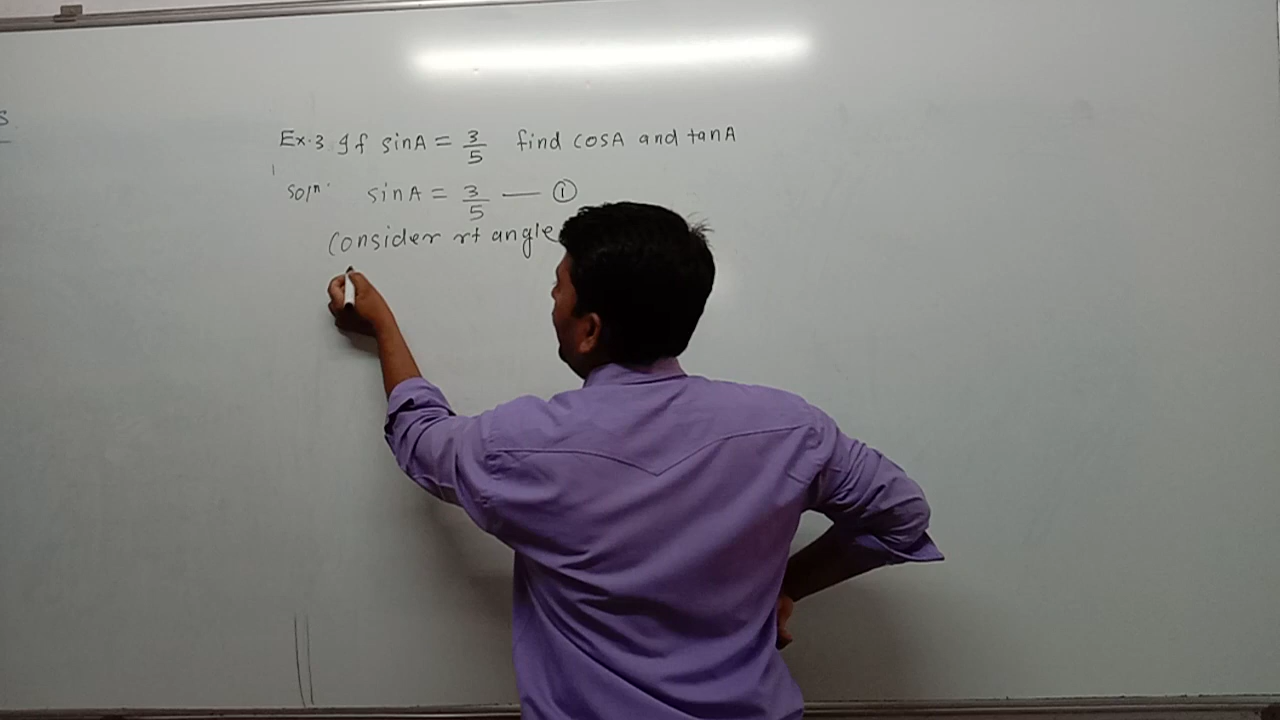 S
Ex.3 If sinA = 3/5 find cosA and tanA
Soln. sinA = 3/5 — ①
Consider rt angle